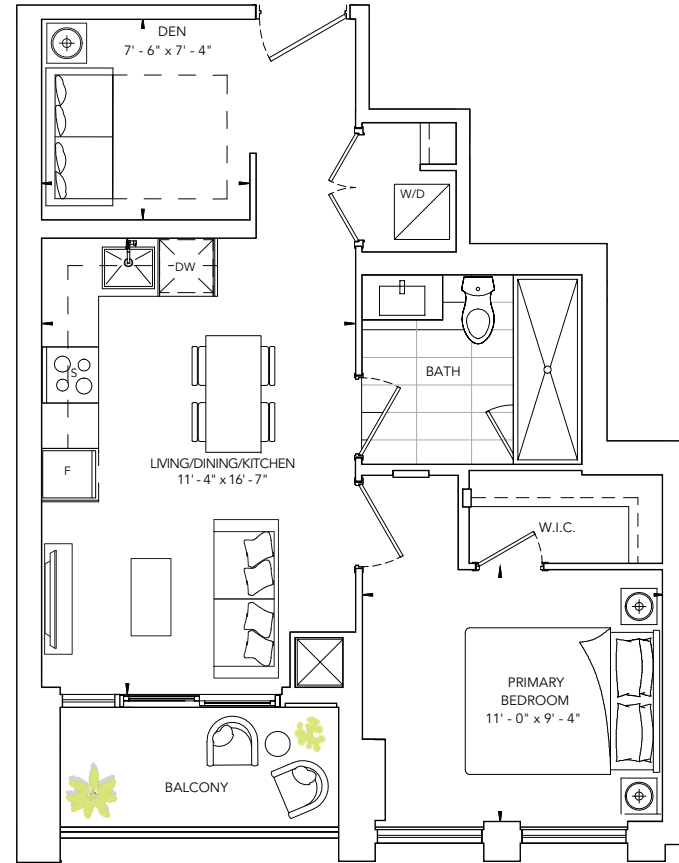 DEN
7' - 6" x 7' - 4"
W/D
DW
S
BATH
F
LIVING/DINING/KITCHEN
11' - 4" x 16' - 7"
W.I.C.
PRIMARY
BEDROOM
11' - 0" x 9' - 4"
BALCONY